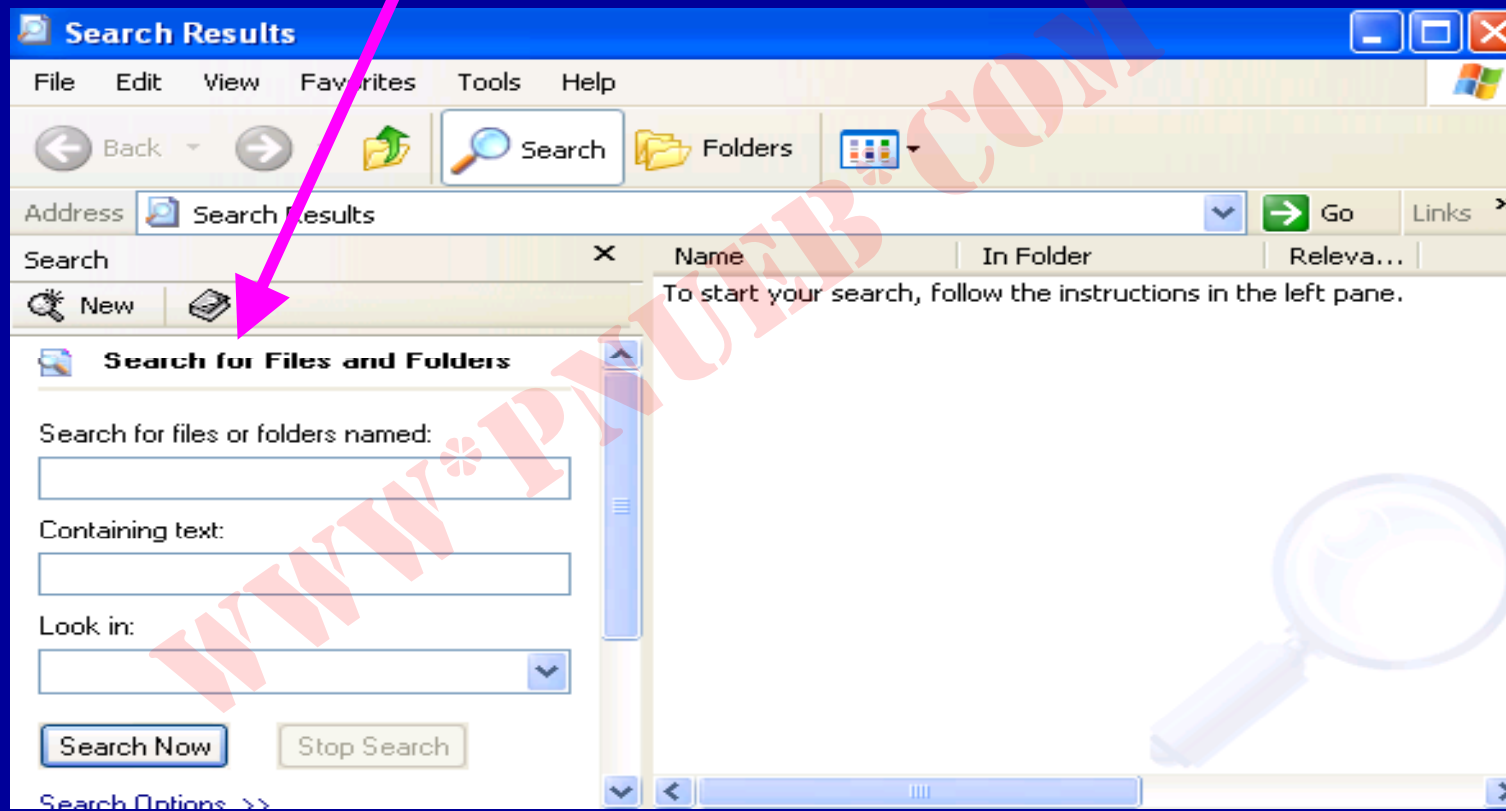 Search Results
File Edit View Favorites Tools Help
Back Search Folders
Address Search Results Go Links »
Search × Name In Folder Releva...
New
To start your search, follow the instructions in the left pane.
Search for Files and Folders
Search for files or folders named:
Containing text:
Look in:
Search Now Stop Search
Search Options >>
WWW*PNUEB*COM